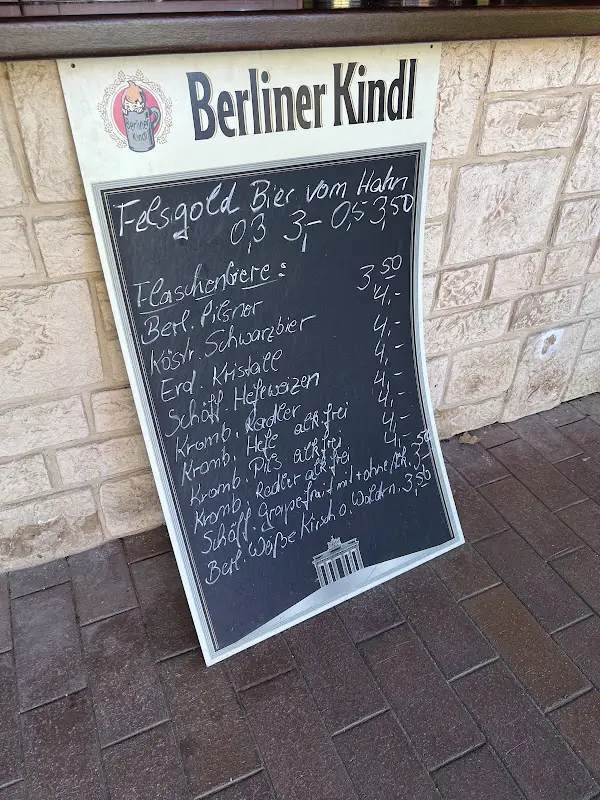 Berliner Kindl
Berliner Kindl
Felsgold Bier vom Hahn
0,3 3,- 0,5 3,50
Flaschenbiere:
Berl. Pilsner 3,50
Köstr. Schwarzbier 4,-
Erd. Kristall 4,-
Schöff. Hefeweizen 4,-
Kromb. Radler 4,-
Kromb. Hefe alk.frei 4,-
Kromb. Pils alk.frei 4,-
Kromb. Radler alk.frei 4,-
Schöff. Grapefruit mit + ohne Alk. 3,50
Berl. Weiße Kirsch o. Waldm. 3,50